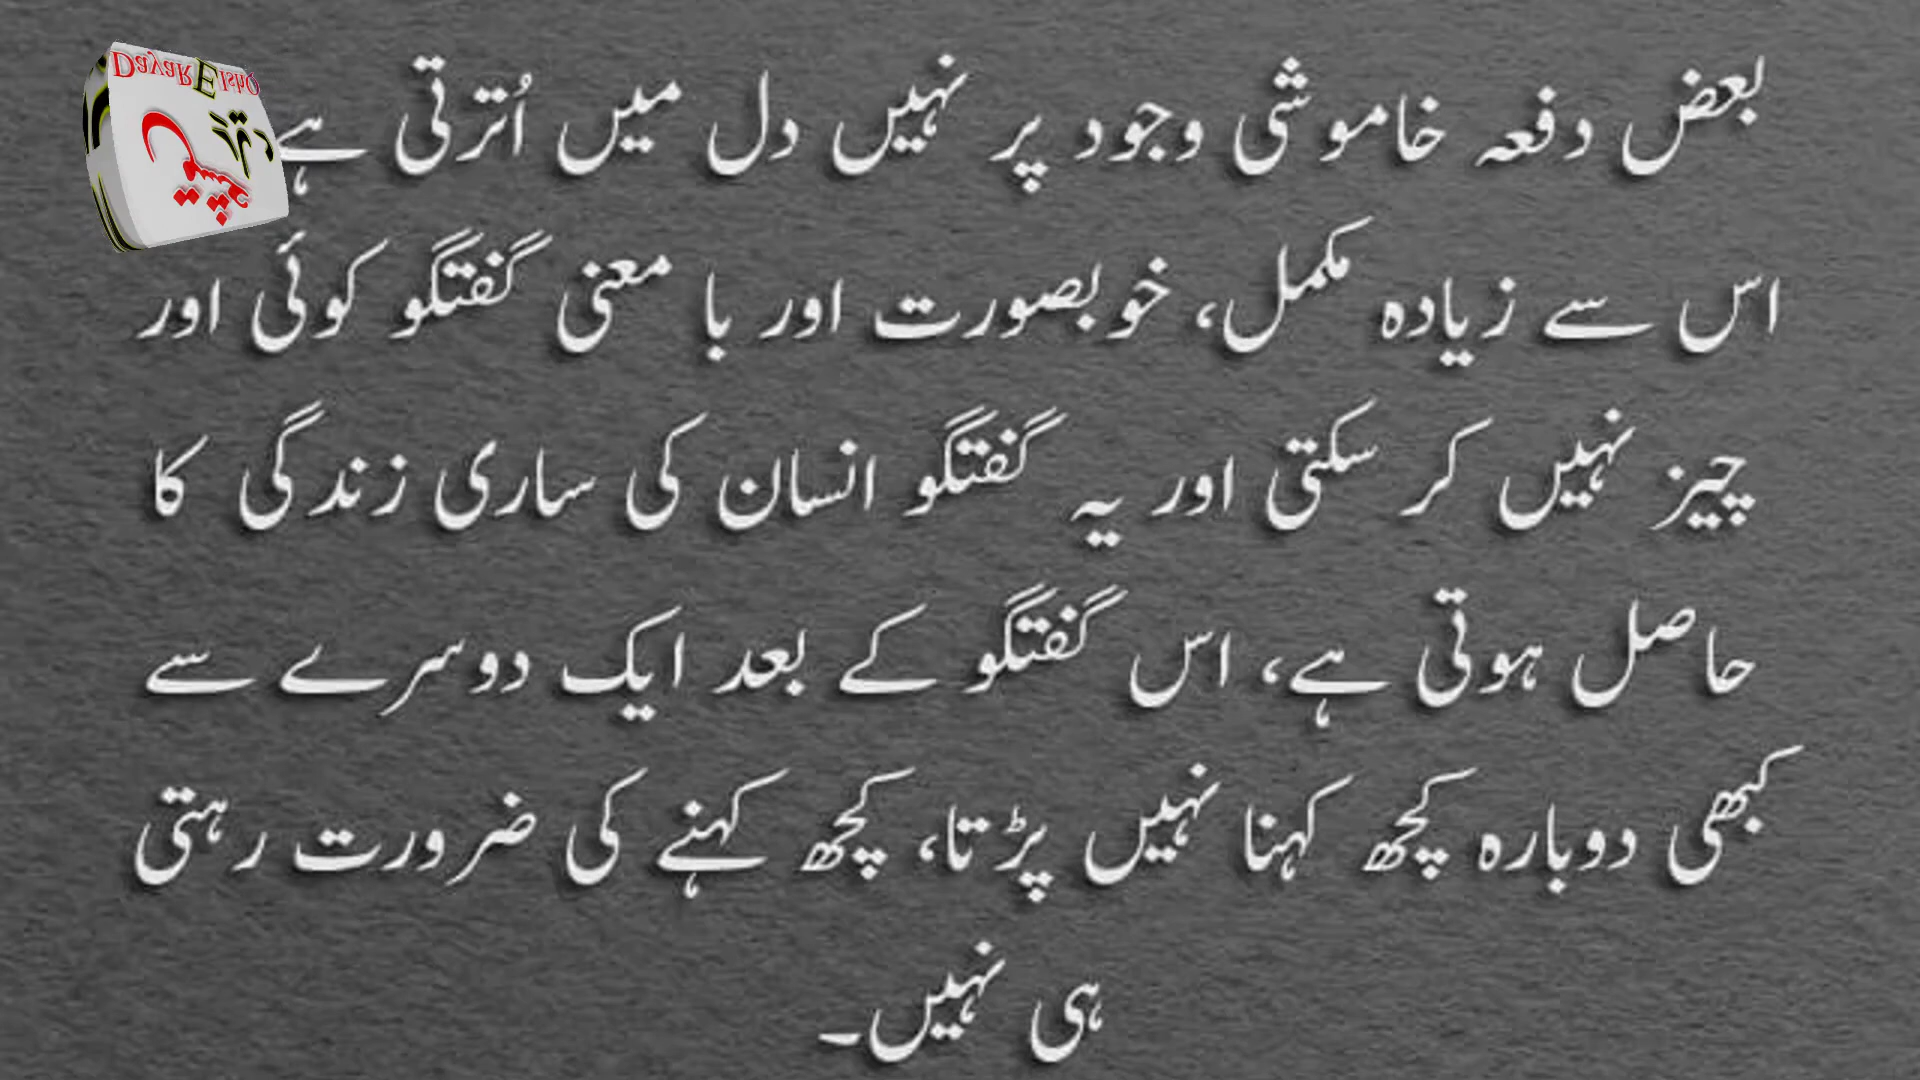 DayaR E IshQ
بعض دفعہ خاموشی وجود پر نہیں دل میں اُترتی ہے
اس سے زیادہ مکمل، خوبصورت اور با معنی گفتگو کوئی اور
چیز نہیں کر سکتی اور یہ گفتگو انسان کی ساری زندگی کا
حاصل ہوتی ہے، اس گفتگو کے بعد ایک دوسرے سے
کبھی دوبارہ کچھ کہنا نہیں پڑتا، کچھ کہنے کی ضرورت رہتی
ہی نہیں۔